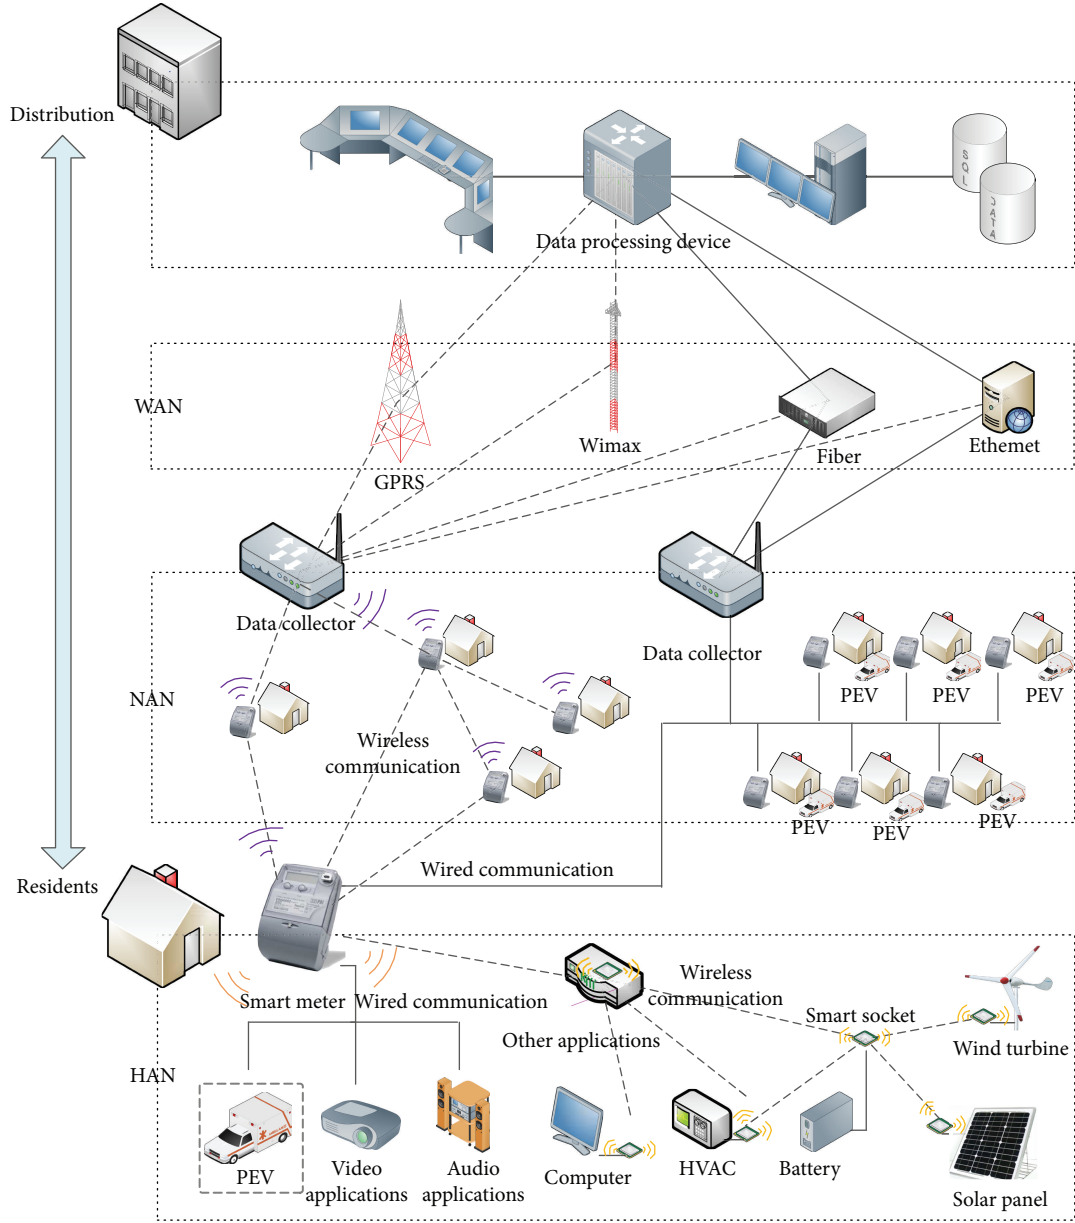 Distribution
SQL
DATA
Data processing device
WAN
GPRS
Wimax
Fiber
Ethemet
Data collector
Data collector
NAN
PEV
PEV
PEV
Wireless
communication
PEV
PEV
PEV
Wired communication
Residents
Smart meter
Wired communication
Wireless
communication
Other applications
Smart socket
Wind turbine
HAN
PEV
Video
applications
Audio
applications
Computer
HVAC
Battery
Solar panel